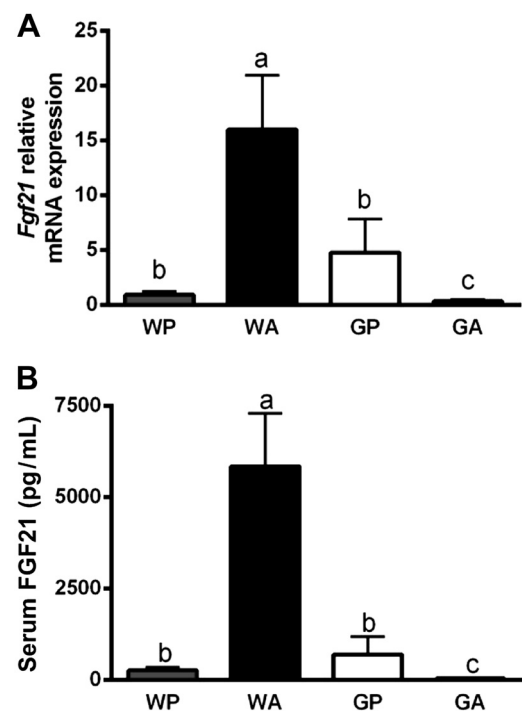 A
Fgf21 relative
mRNA expression
25
20
15
10
5
0
b
a
b
c
WP WA GP GA
B
Serum FGF21 (pg/mL)
7500
5000
2500
0
b
a
b
c
WP WA GP GA